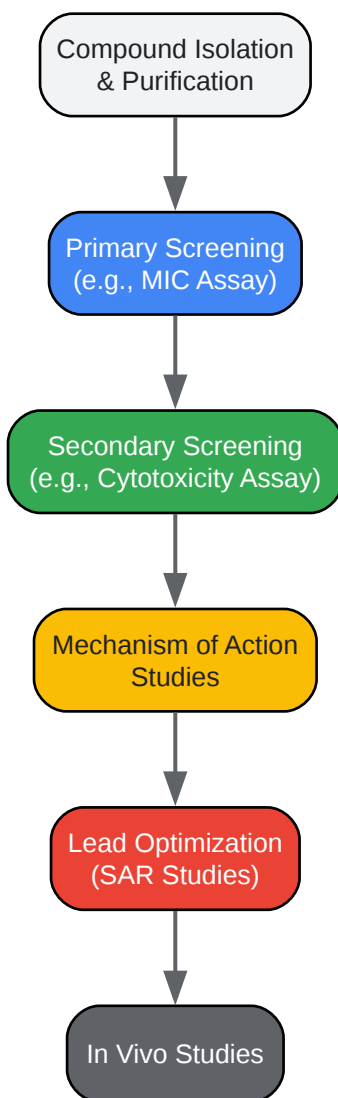 Compound Isolation
& Purification
Primary Screening
(e.g., MIC Assay)
Secondary Screening
(e.g., Cytotoxicity Assay)
Mechanism of Action
Studies
Lead Optimization
(SAR Studies)
In Vivo Studies